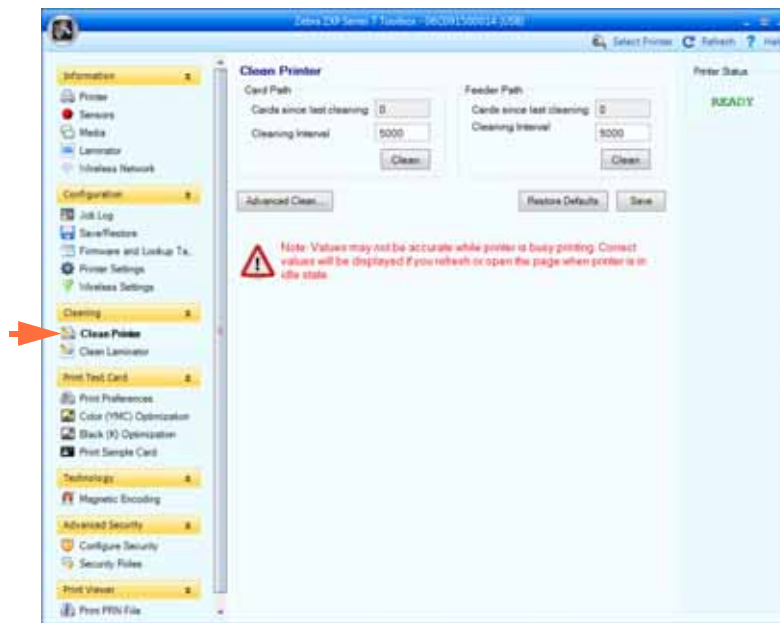 Zebra ZXP Series 7 Toolbox - 06C091500014 (USB)
Select Printer Refresh ? Help
Information
Printer
Sensors
Media
Laminator
Wireless Network
Configuration
Job Log
Save/Restore
Firmware and Lookup Ta..
Printer Settings
Wireless Settings
Cleaning
Clean Printer
Clean Laminator
Print Test Card
Print Preferences
Color (YMC) Optimization
Black (K) Optimization
Print Sample Card
Technology
Magnetic Encoding
Advanced Security
Configure Security
Security Roles
Print Viewer
Print PRN File
Clean Printer
Card Path
Cards since last cleaning 0
Cleaning Interval 5000
Clean
Feeder Path
Cards since last cleaning 0
Cleaning Interval 5000
Clean
Advanced Clean...
Restore Defaults Save
Note: Values may not be accurate while printer is busy printing. Correct
values will be displayed if you refresh or open the page when printer is in
idle state.
Printer Status
READY